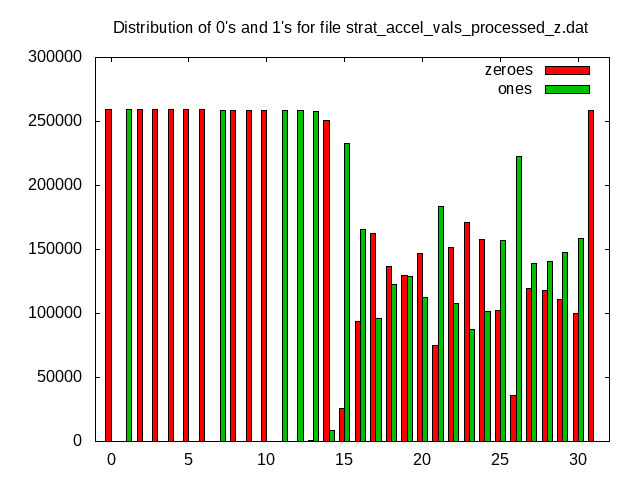 Distribution of 0's and 1's for file strat_accel_vals_processed_z.dat
300000
250000
200000
150000
100000
50000
0
zeroes
ones
0 5 10 15 20 25 30